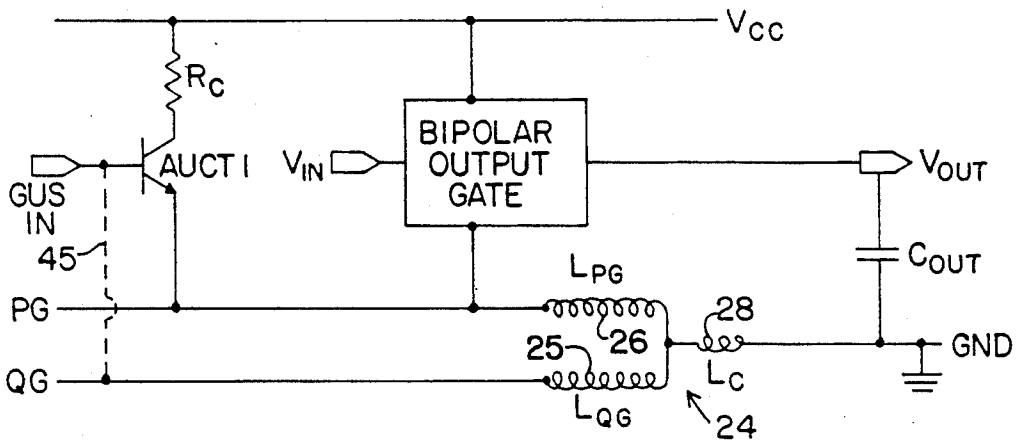 VCC
RC
BIPOLAR
OUTPUT
GATE
AUCT1
VIN
VOUT
GUS
IN
45
COUT
LPG
PG
28
26
25
GND
LC
QG
LQG
24